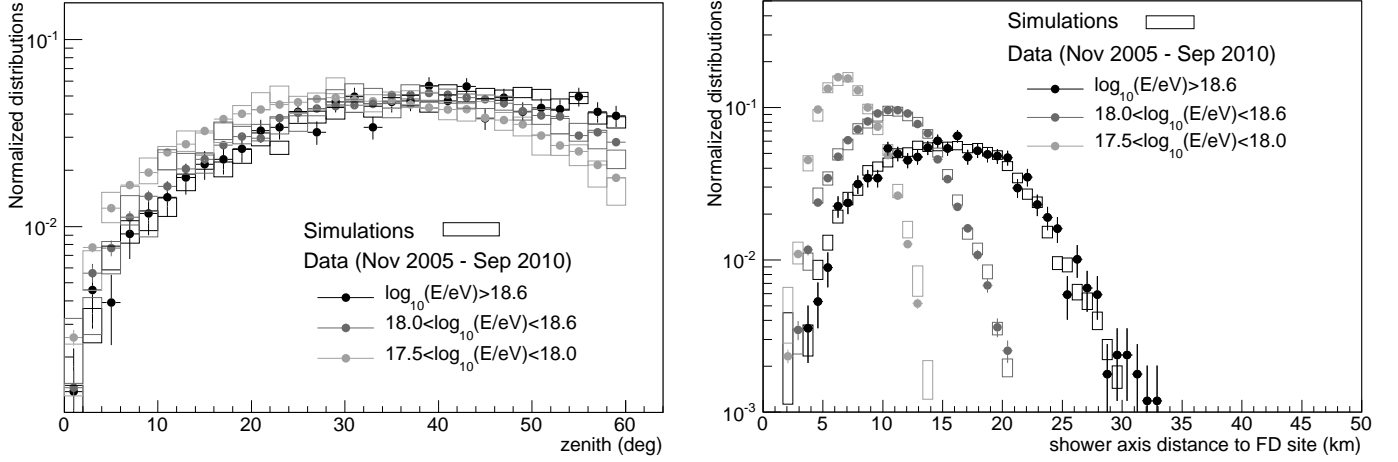 Normalized distributions
10⁻¹
10⁻²
Simulations
Data (Nov 2005 - Sep 2010)
log₁₀(E/eV)>18.6
18.0<log₁₀(E/eV)<18.6
17.5<log₁₀(E/eV)<18.0
0 10 20 30 40 50 60
zenith (deg)
Normalized distributions
10⁻¹
10⁻²
10⁻³
Simulations
Data (Nov 2005 - Sep 2010)
log₁₀(E/eV)>18.6
18.0<log₁₀(E/eV)<18.6
17.5<log₁₀(E/eV)<18.0
0 5 10 15 20 25 30 35 40 45 50
shower axis distance to FD site (km)